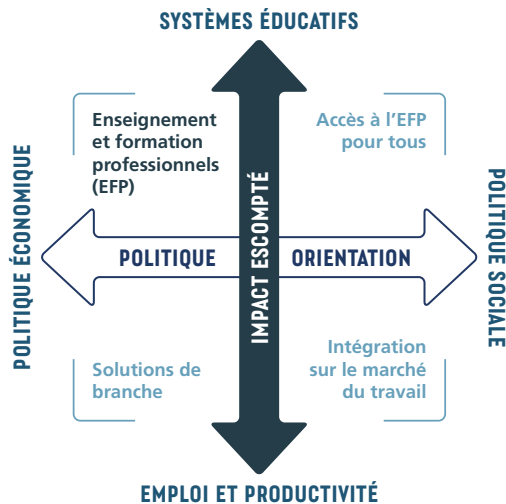 SYSTÈMES ÉDUCATIFS
Enseignement
et formation
professionnels
(EFP)
Accès à l'EFP
pour tous
POLITIQUE ÉCONOMIQUE
POLITIQUE
IMPACT ESCOMPTÉ
ORIENTATION
POLITIQUE SOCIALE
Solutions de
branche
Intégration
sur le marché
du travail
EMPLOI ET PRODUCTIVITÉ